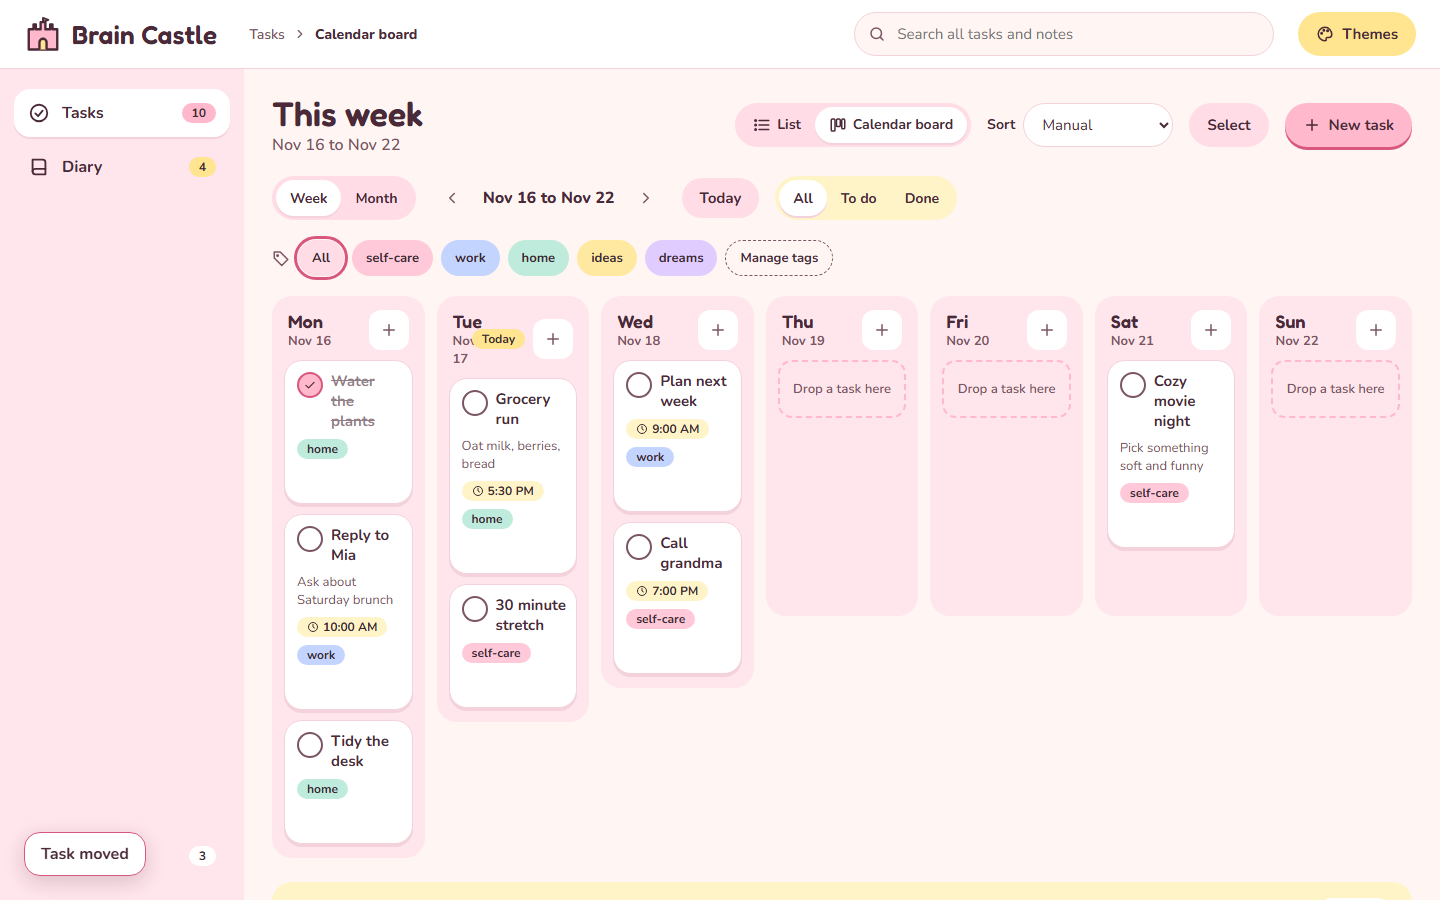 Brain Castle
Tasks > Calendar board
Search all tasks and notes
Themes
Tasks 10
Diary 4
This week
Nov 16 to Nov 22
List
Calendar board
Sort
Manual
Select
+ New task
Week
Month
< Nov 16 to Nov 22 >
Today
All
To do
Done
All
self-care
work
home
ideas
dreams
Manage tags
Mon
Nov 16
Water
the
plants
home
Reply to
Mia
Ask about
Saturday brunch
10:00 AM
work
Tidy the
desk
home
Tue
Nov
17
Today
Grocery
run
Oat milk, berries,
bread
5:30 PM
home
30 minute
stretch
self-care
Wed
Nov 18
Plan next
week
9:00 AM
work
Call
grandma
7:00 PM
self-care
Thu
Nov 19
Drop a task here
Fri
Nov 20
Drop a task here
Sat
Nov 21
Cozy
movie
night
Pick something
soft and funny
self-care
Sun
Nov 22
Drop a task here
Task moved
3